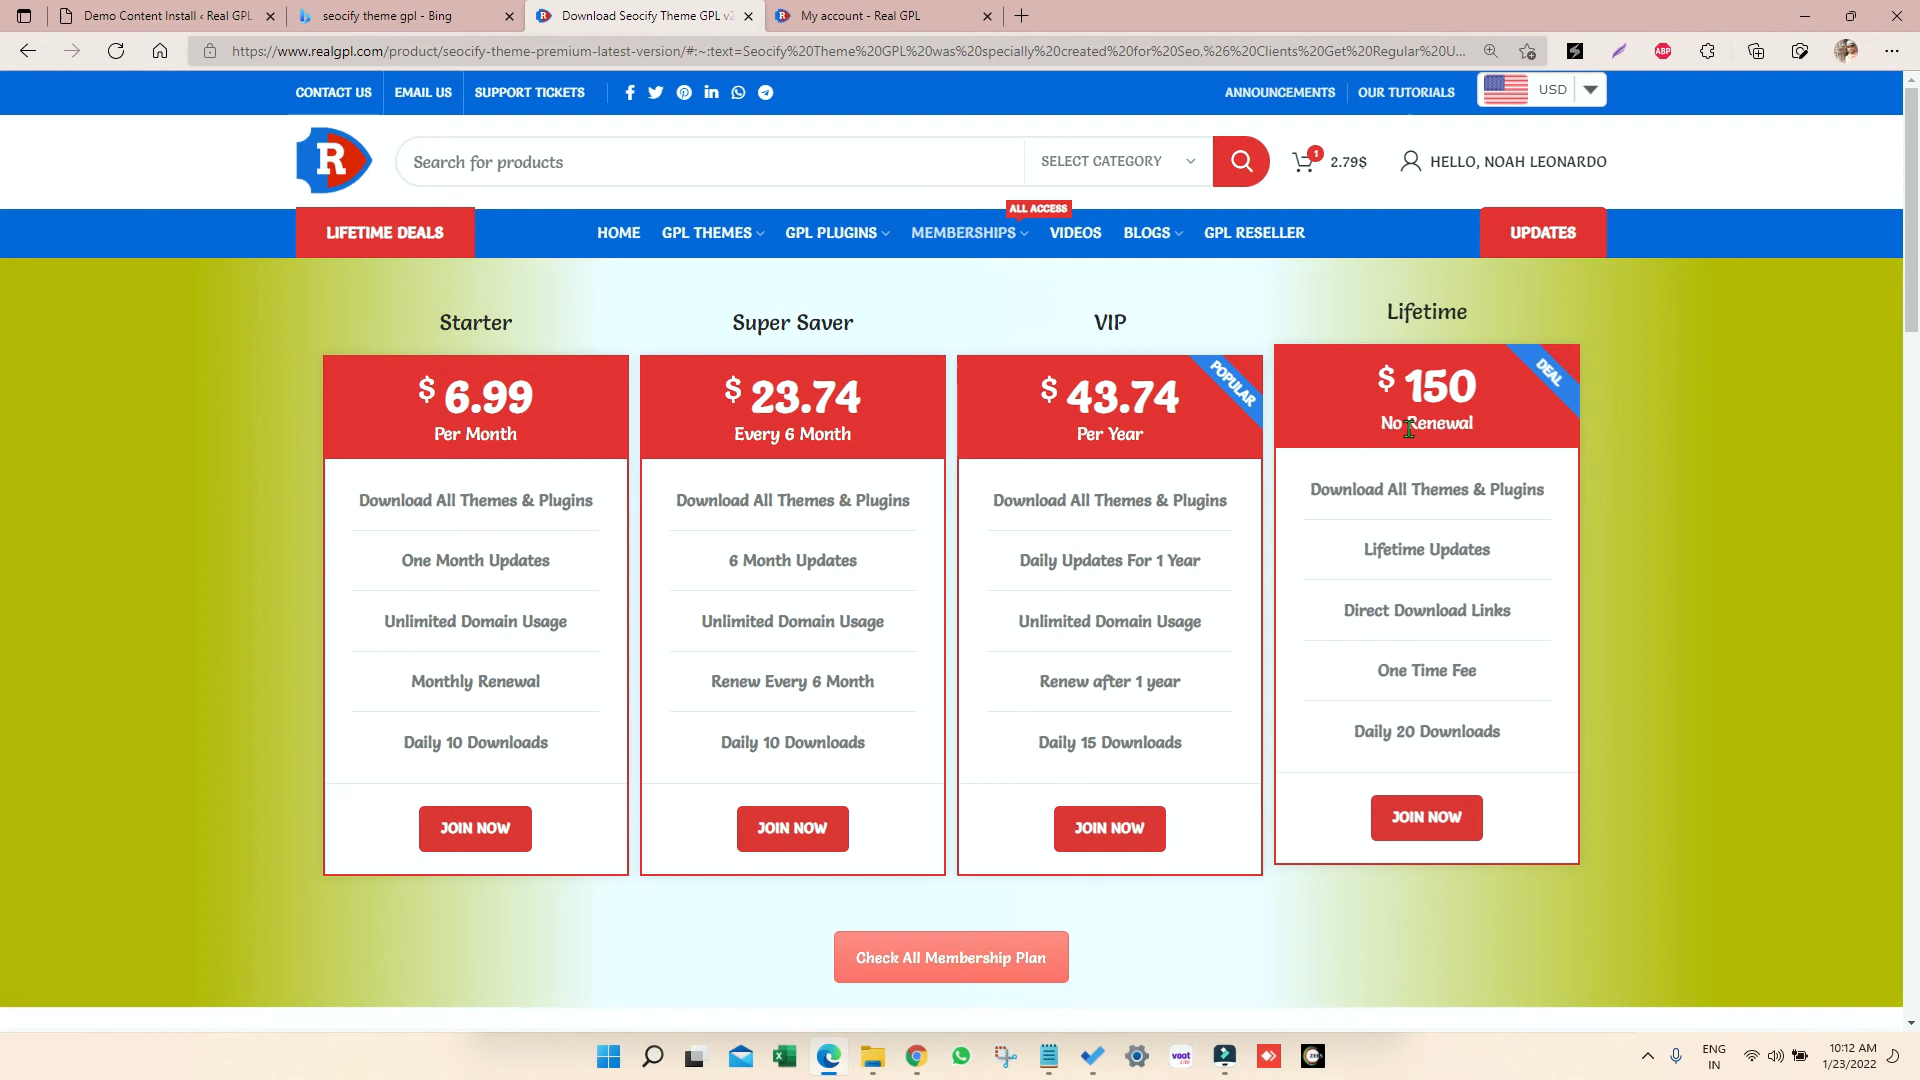 Demo Content Install ‹ Real GPL
seocify theme gpl - Bing
Download Seocify Theme GPL v2
My account - Real GPL
https://www.realgpl.com/product/seocify-theme-premium-latest-version/#:~:text=Seocify%20Theme%20GPL%20was%20specially%20created%20for%20Seo,%26%20Clients%20Get%20Regular%20U...
ABP
CONTACT US
EMAIL US
SUPPORT TICKETS
ANNOUNCEMENTS
OUR TUTORIALS
USD
R
Search for products
SELECT CATEGORY
1
2.79$
HELLO, NOAH LEONARDO
ALL ACCESS
LIFETIME DEALS
HOME
GPL THEMES
GPL PLUGINS
MEMBERSHIPS
VIDEOS
BLOGS
GPL RESELLER
UPDATES
Starter
$ 6.99
Per Month
Download All Themes & Plugins
One Month Updates
Unlimited Domain Usage
Monthly Renewal
Daily 10 Downloads
JOIN NOW
Super Saver
$ 23.74
Every 6 Month
Download All Themes & Plugins
6 Month Updates
Unlimited Domain Usage
Renew Every 6 Month
Daily 10 Downloads
JOIN NOW
VIP
POPULAR
$ 43.74
Per Year
Download All Themes & Plugins
Daily Updates For 1 Year
Unlimited Domain Usage
Renew after 1 year
Daily 15 Downloads
JOIN NOW
Lifetime
DEAL
$ 150
No Renewal
Download All Themes & Plugins
Lifetime Updates
Direct Download Links
One Time Fee
Daily 20 Downloads
JOIN NOW
Check All Membership Plan
voot
ENG
IN
10:12 AM
1/23/2022